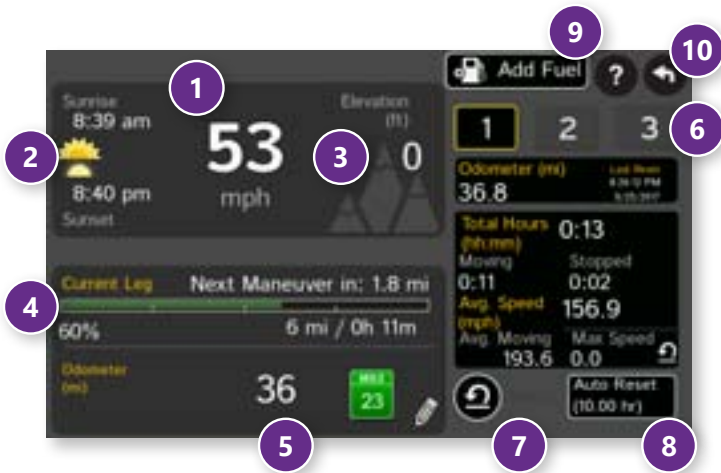 9
10
Add Fuel ?
1
Sunrise
8:39 am
Elevation
(ft)
2
53
3
0
8:40 pm
mph
Sunset
1 2 3
6
Odometer (mi)
36.8
Last Reset
Total Hours
(hh:mm)
0:13
Moving Stopped
0:11 0:02
Avg. Speed
(mph)
156.9
Avg. Moving Max Speed
193.6 0.0
Current Leg Next Maneuver in: 1.8 mi
4
60% 6 mi / 0h 11m
Odometer
(mi)
36
MILE
23
Auto Reset
(10.00 hr)
5
7
8